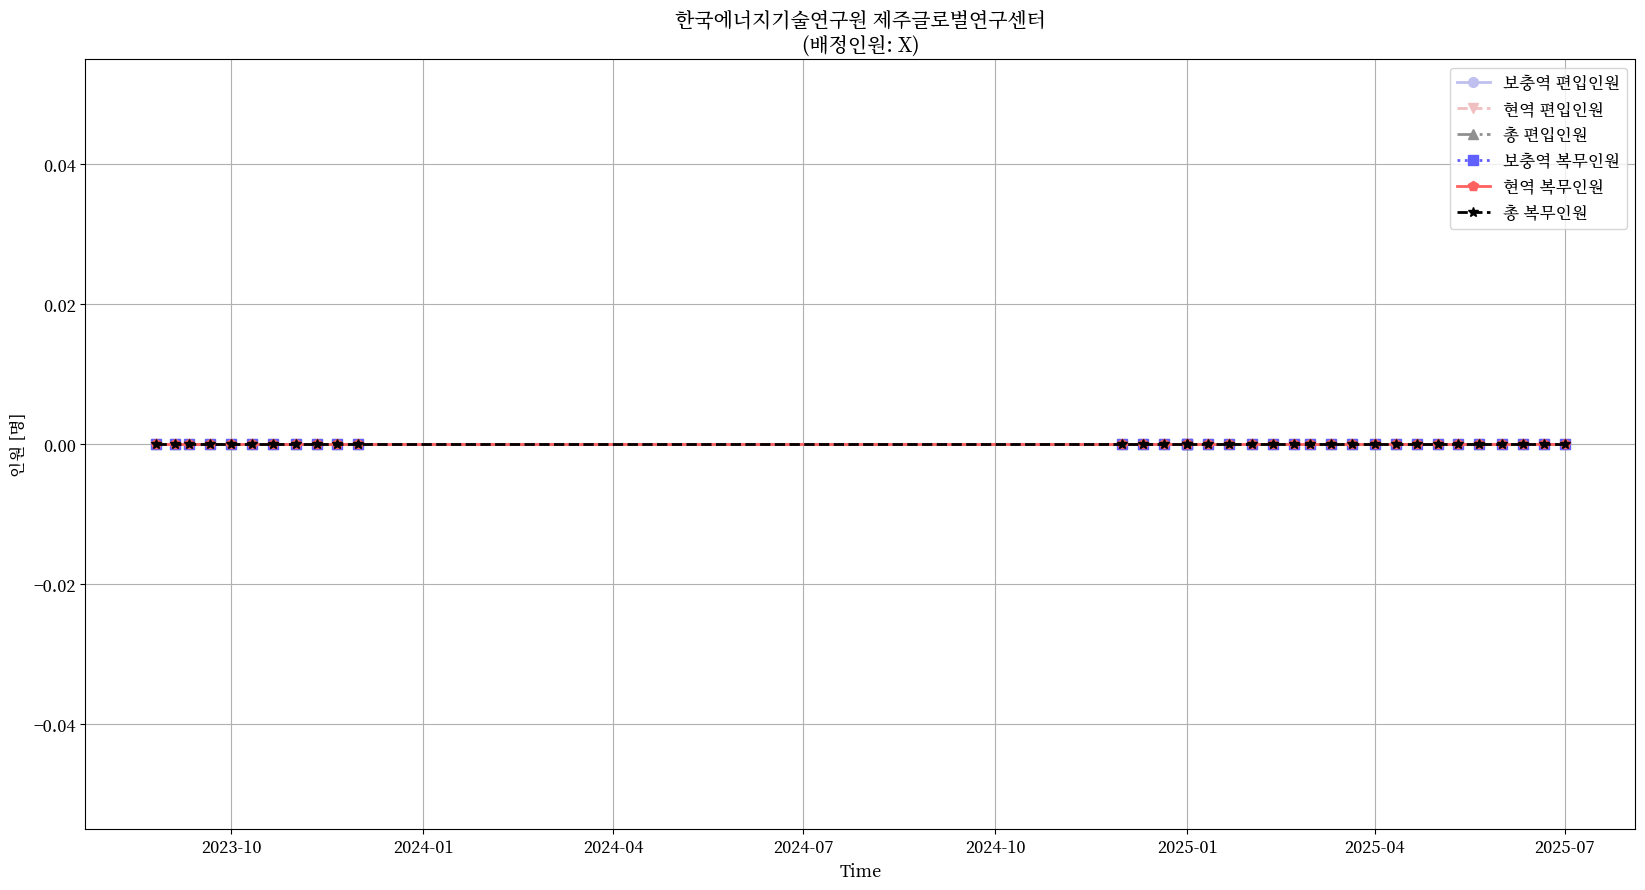 한국에너지기술연구원 제주글로벌연구센터
(배정인원: X)
보충역 편입인원
현역 편입인원
총 편입인원
보충역 복무인원
현역 복무인원
총 복무인원
인원 [명]
0.04
0.02
0.00
−0.02
−0.04
2023-10
2024-01
2024-04
2024-07
2024-10
2025-01
2025-04
2025-07
Time